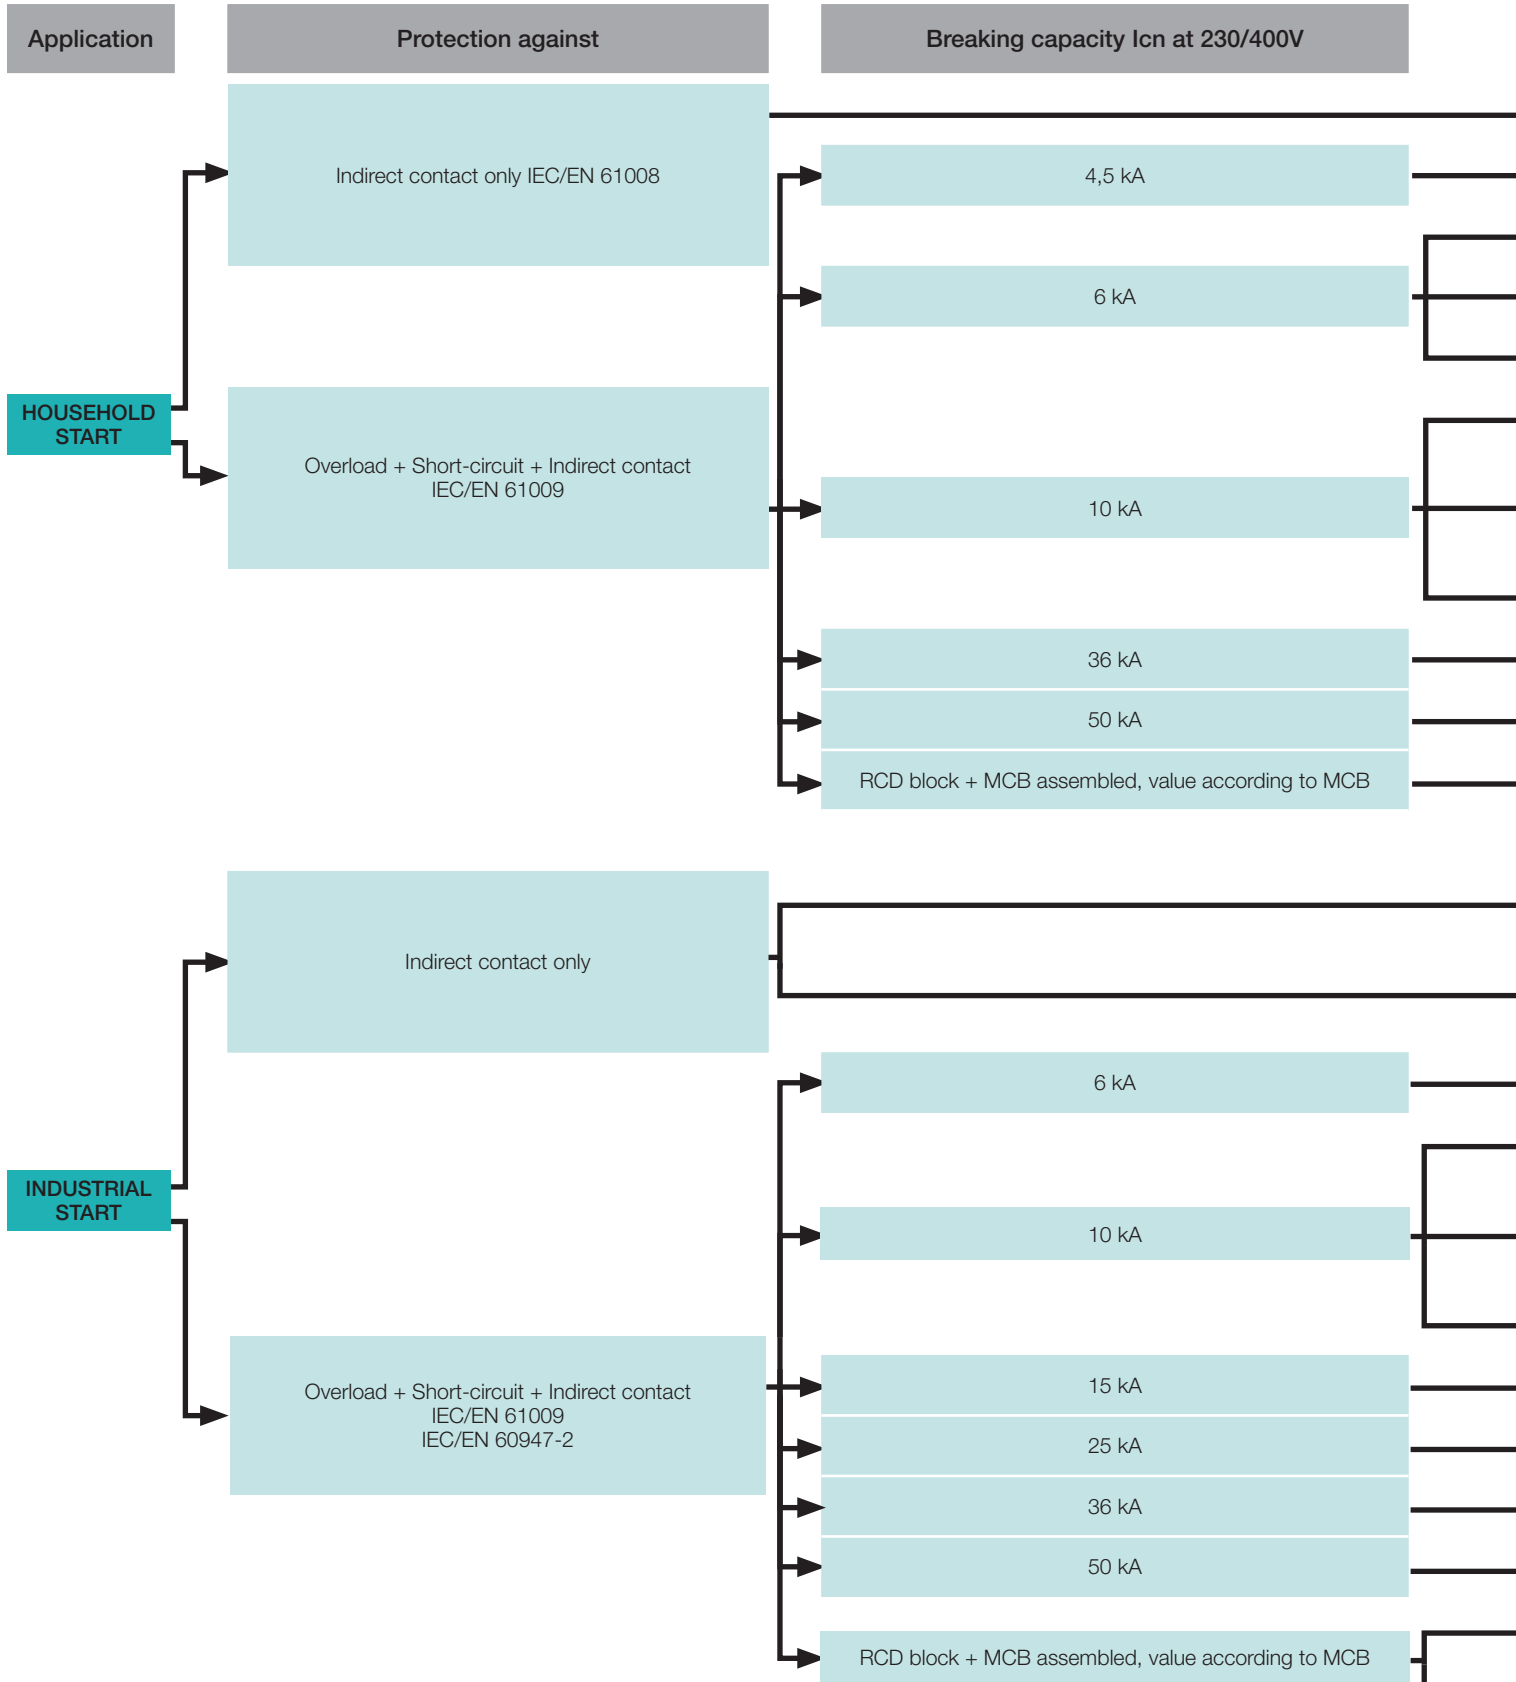 Application
Protection against
Breaking capacity Icn at 230/400V
Indirect contact only IEC/EN 61008
4,5 kA
6 kA
HOUSEHOLD
START
Overload + Short-circuit + Indirect contact
IEC/EN 61009
10 kA
36 kA
50 kA
RCD block + MCB assembled, value according to MCB
Indirect contact only
6 kA
INDUSTRIAL
START
10 kA
Overload + Short-circuit + Indirect contact
IEC/EN 61009
IEC/EN 60947-2
15 kA
25 kA
36 kA
50 kA
RCD block + MCB assembled, value according to MCB